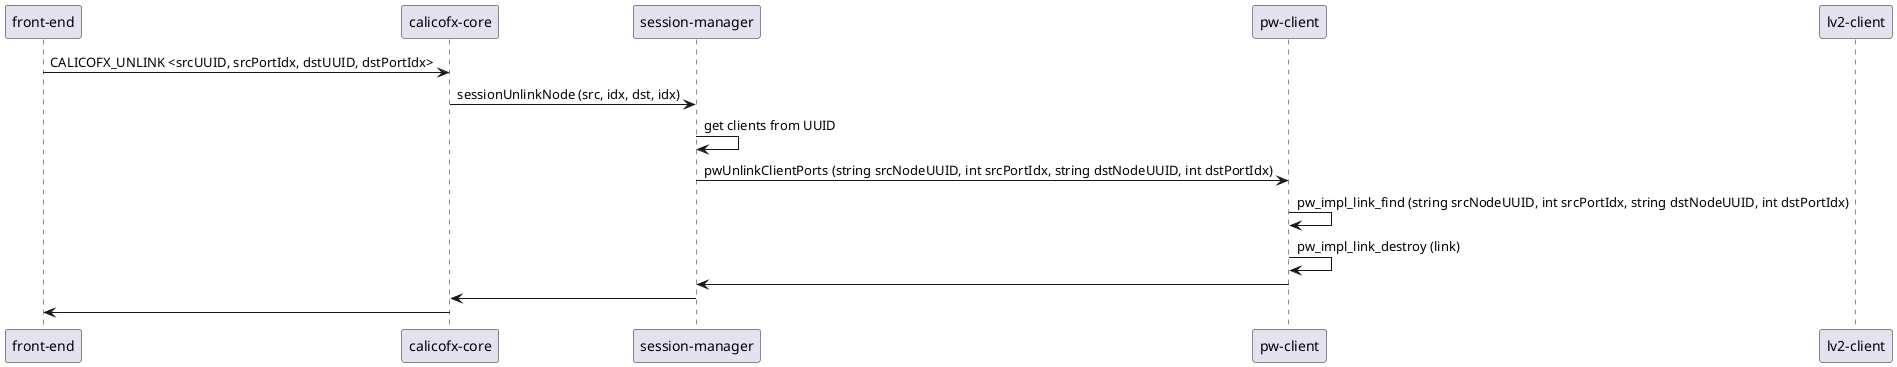 front-end calicofx-core session-manager pw-client lv2-client
CALICOFX_UNLINK <srcUUID, srcPortIdx, dstUUID, dstPortIdx>
sessionUnlinkNode (src, idx, dst, idx)
get clients from UUID
pwUnlinkClientPorts (string srcNodeUUID, int srcPortIdx, string dstNodeUUID, int dstPortIdx)
pw_impl_link_find (string srcNodeUUID, int srcPortIdx, string dstNodeUUID, int dstPortIdx)
pw_impl_link_destroy (link)
front-end calicofx-core session-manager pw-client lv2-client